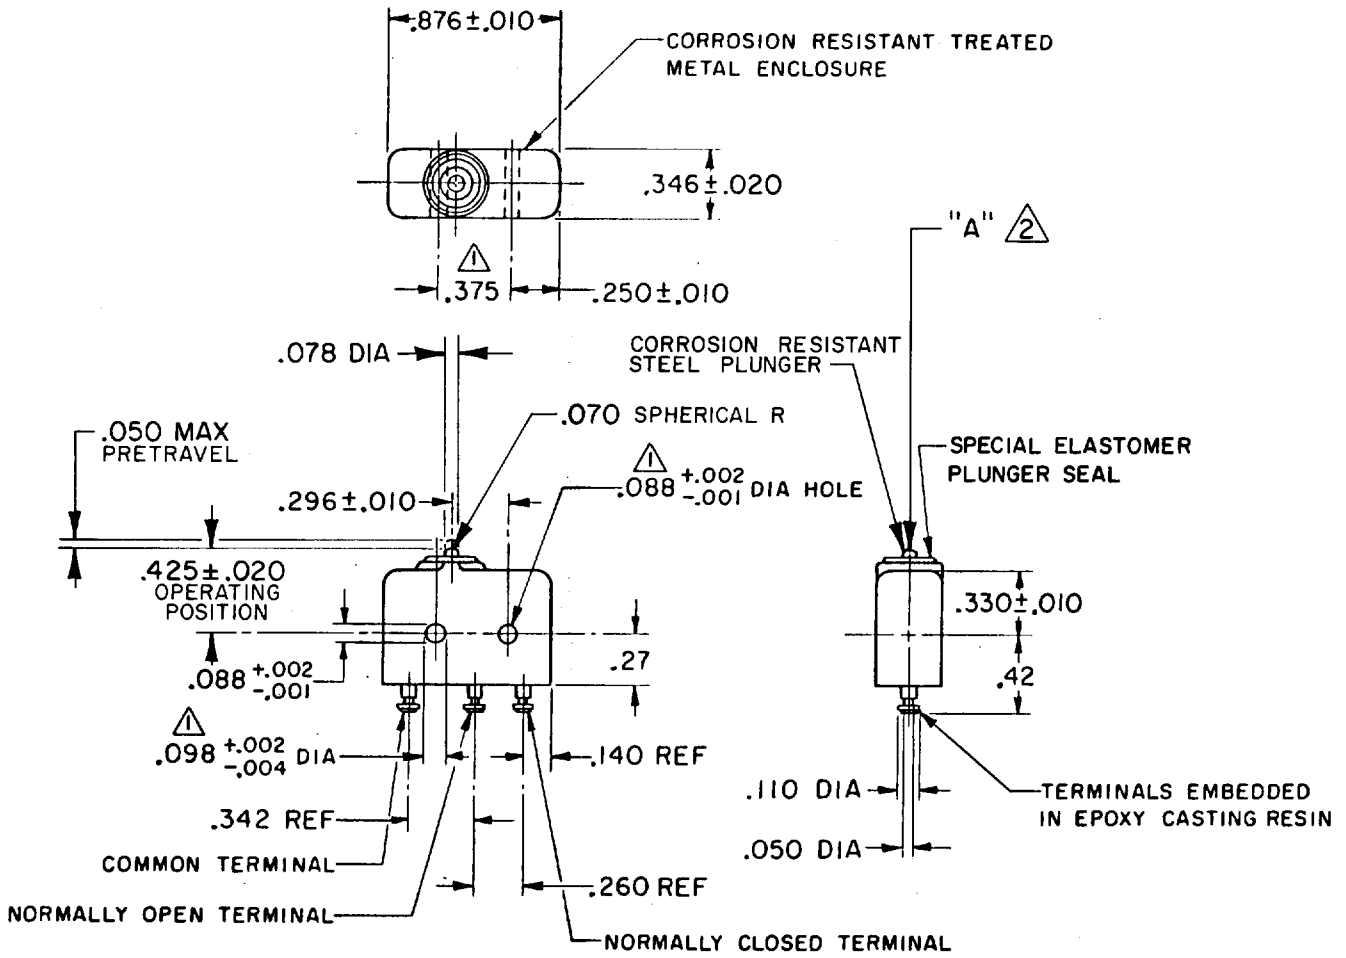 .876±.010
CORROSION RESISTANT TREATED
METAL ENCLOSURE
.346±.020
"A" 2
1
.375
.250±.010
.078 DIA
CORROSION RESISTANT
STEEL PLUNGER
.070 SPHERICAL R
.050 MAX
PRETRAVEL
SPECIAL ELASTOMER
PLUNGER SEAL
1
.296±.010
.088 +.002 -.001 DIA HOLE
.425±.020
OPERATING
POSITION
.330±.010
.27
.42
.088 +.002 -.001
1
.098 +.002 -.004 DIA
.140 REF
.110 DIA
TERMINALS EMBEDDED
IN EPOXY CASTING RESIN
.342 REF
.050 DIA
COMMON TERMINAL
.260 REF
NORMALLY OPEN TERMINAL
NORMALLY CLOSED TERMINAL